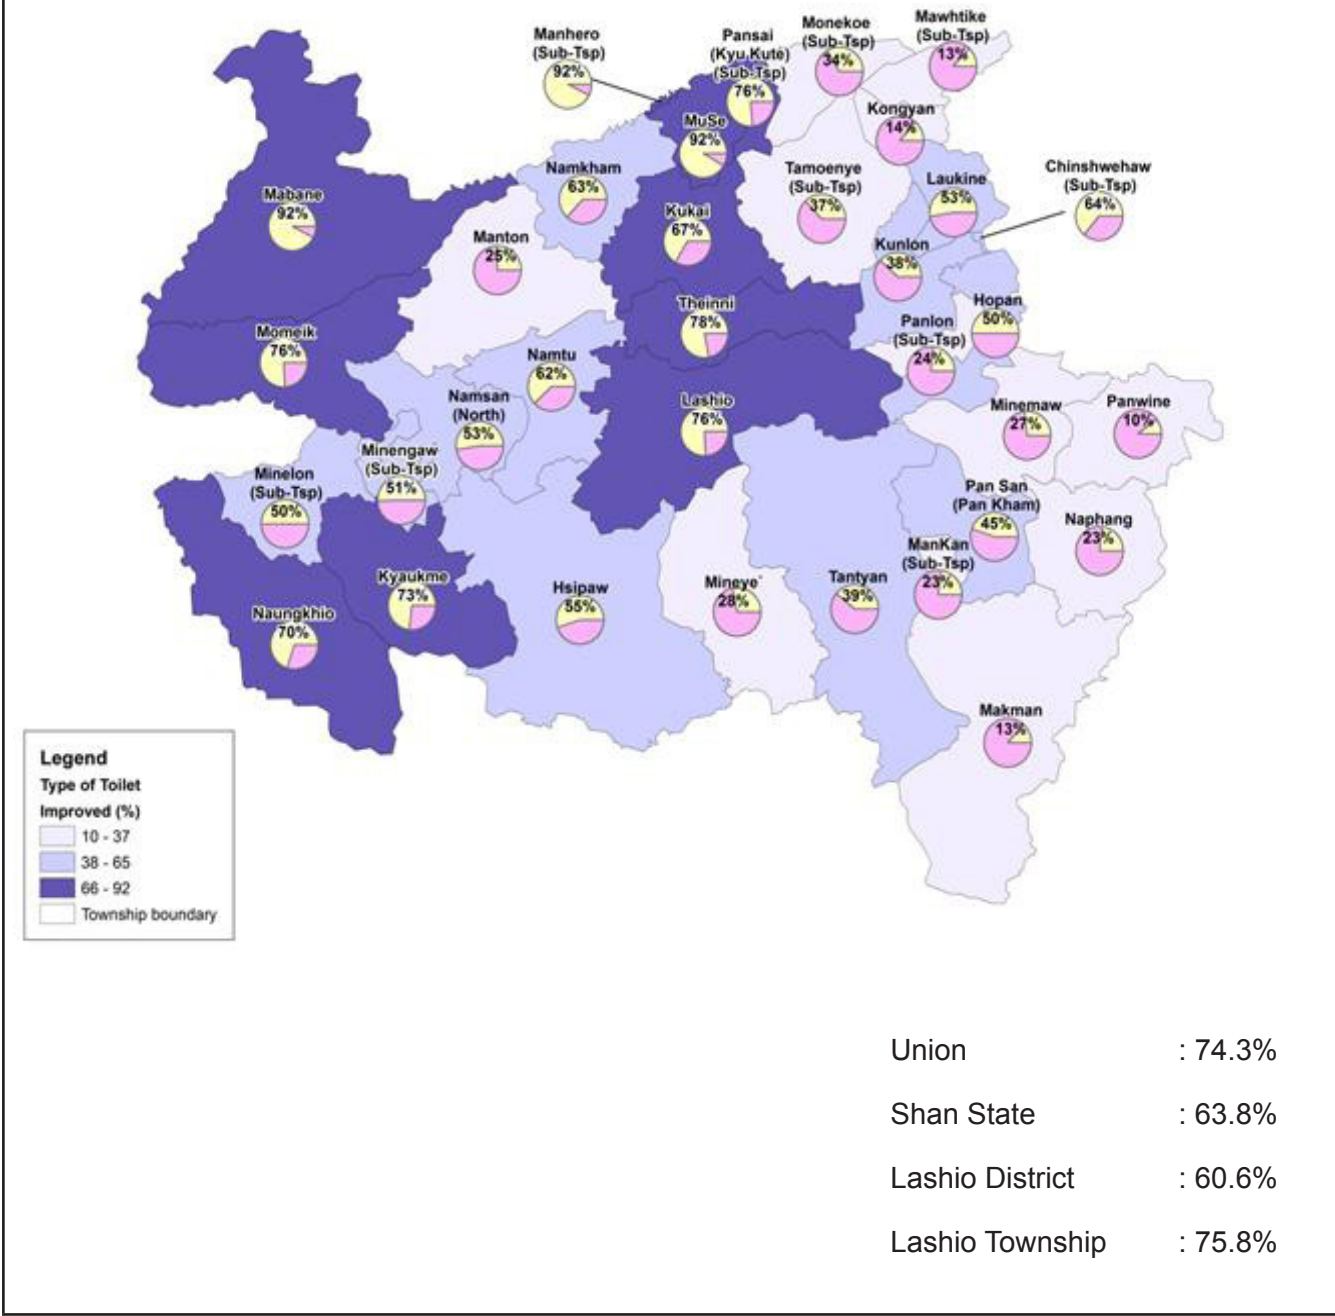 Manhero
(Sub-Tsp)
92%
Pansai
(Kyu Kute)
(Sub-Tsp)
76%
Monekoe
(Sub-Tsp)
34%
Mawhtike
(Sub-Tsp)
13%
MuSe
92%
Kongyan
14%
Namkham
63%
Tamoenye
(Sub-Tsp)
37%
Laukine
53%
Chinshwehaw
(Sub-Tsp)
64%
Mabane
92%
Kukai
67%
Manton
25%
Kunlon
38%
Theinni
78%
Hopan
50%
Panlon
(Sub-Tsp)
24%
Momeik
76%
Namtu
62%
Namsan
(North)
53%
Lashio
76%
Minemaw
27%
Panwine
10%
Minengaw
(Sub-Tsp)
51%
Minelon
(Sub-Tsp)
50%
Pan San
(Pan Kham)
45%
Naphang
23%
ManKan
(Sub-Tsp)
23%
Kyaukme
73%
Hsipaw
55%
Mineye
28%
Tantyan
39%
Naungkhio
70%
Makman
13%
Legend
Type of Toilet
Improved (%)
10 - 37
38 - 65
66 - 92
Township boundary
Union : 74.3%
Shan State : 63.8%
Lashio District : 60.6%
Lashio Township : 75.8%